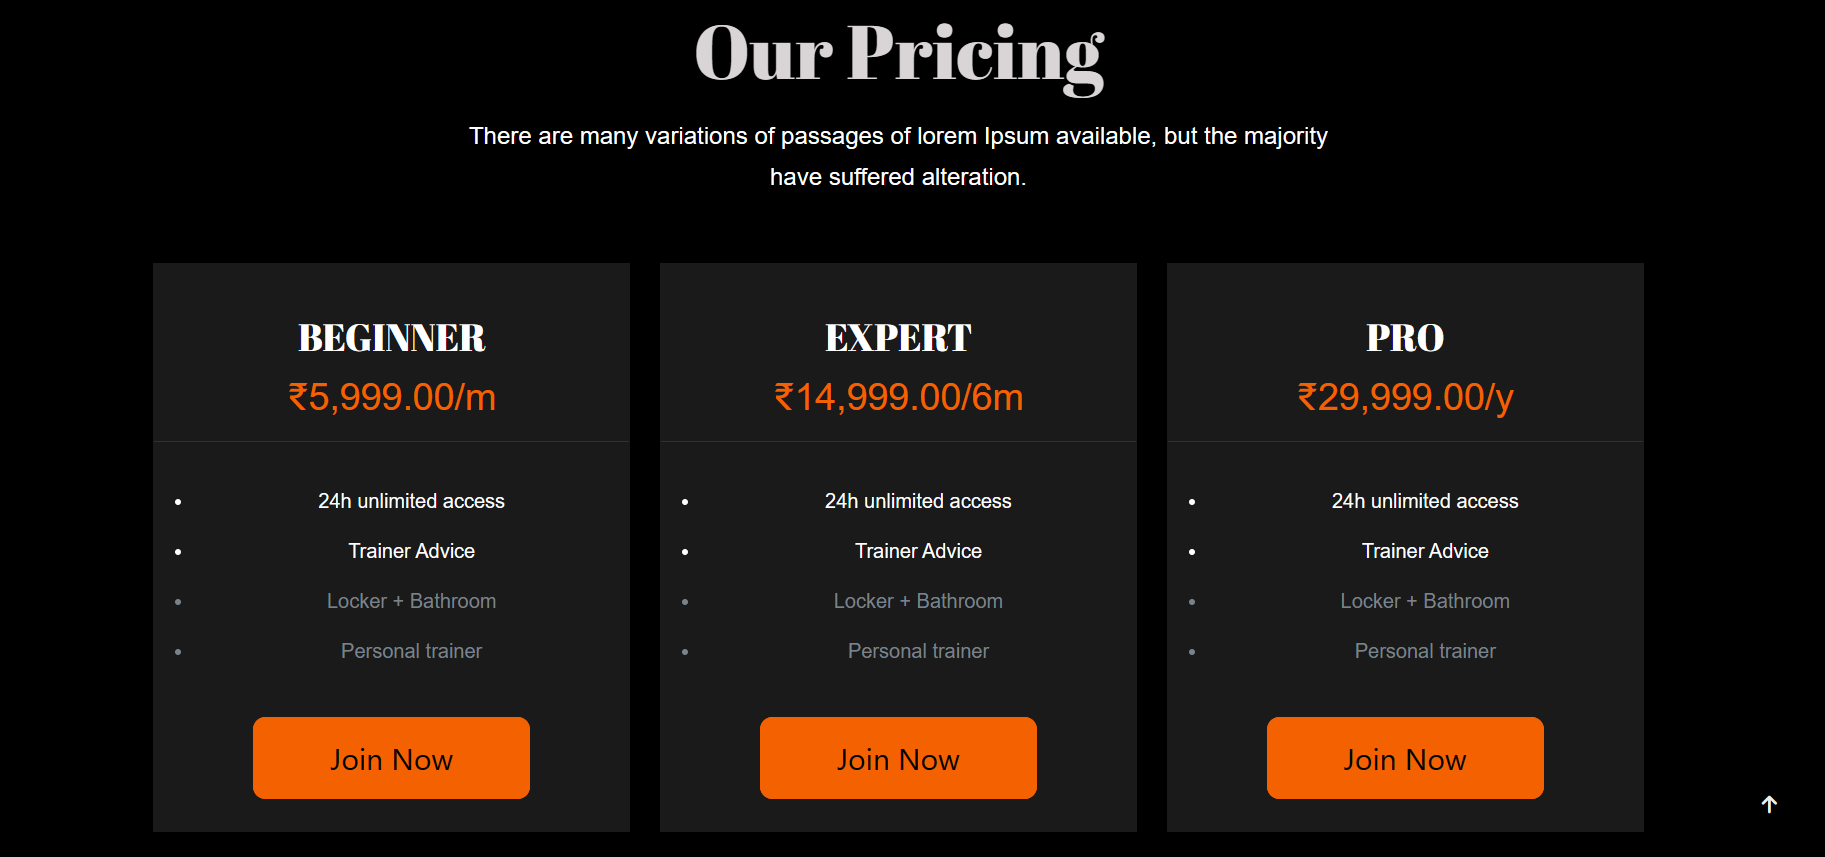 Our Pricing
There are many variations of passages of lorem Ipsum available, but the majority
have suffered alteration.
BEGINNER
₹5,999.00/m
• 24h unlimited access
• Trainer Advice
• Locker + Bathroom
• Personal trainer
Join Now
EXPERT
₹14,999.00/6m
• 24h unlimited access
• Trainer Advice
• Locker + Bathroom
• Personal trainer
Join Now
PRO
₹29,999.00/y
• 24h unlimited access
• Trainer Advice
• Locker + Bathroom
• Personal trainer
Join Now